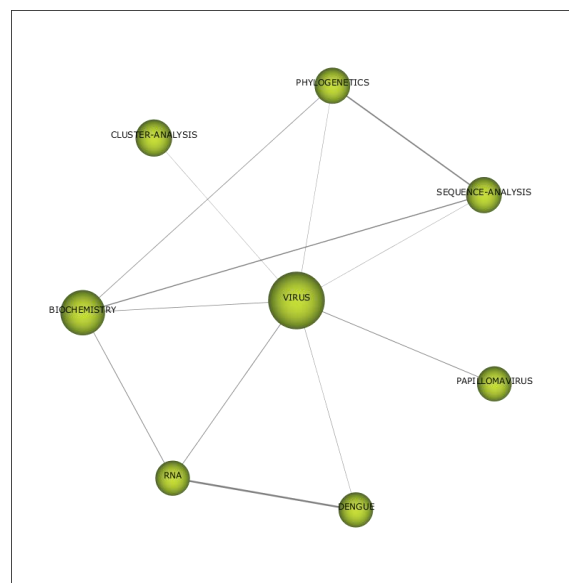 PHYLOGENETICS
CLUSTER-ANALYSIS
SEQUENCE-ANALYSIS
VIRUS
BIOCHEMISTRY
PAPILLOMAVIRUS
RNA
DENGUE